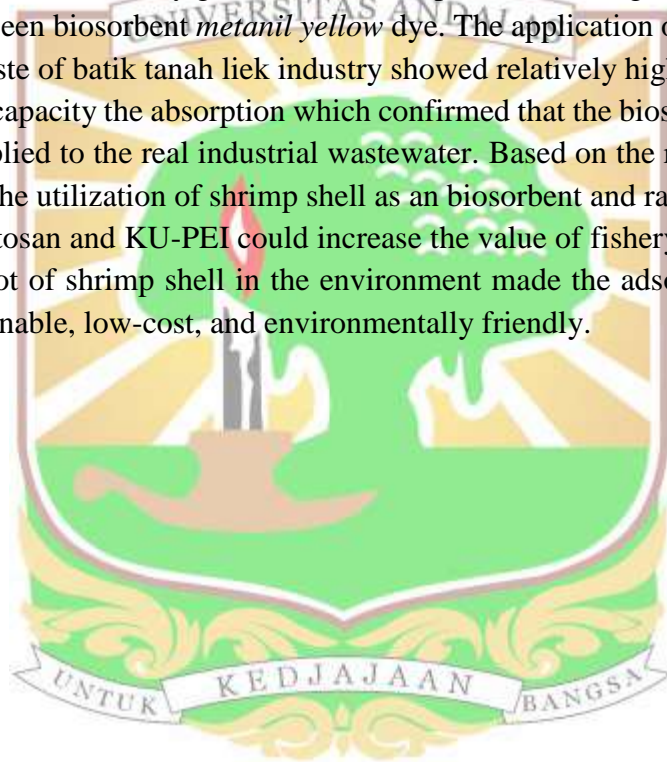 een biosorbent metanil yellow dye. The application o
UNIVERSITAS ANDALAS
ste of batik tanah liek industry showed relatively high
capacity the absorption which confirmed that the bios
plied to the real industrial wastewater. Based on the r
he utilization of shrimp shell as an biosorbent and ra
tosan and KU-PEI could increase the value of fishery
ot of shrimp shell in the environment made the adso
nable, low-cost, and environmentally friendly.
UNTUK KEDJAJAAN BANGSA